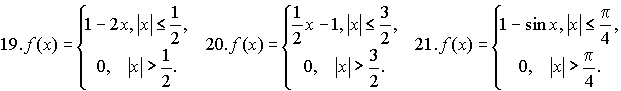 19. f(x) = { 1 − 2x, |x| ≤ 1/2, 0, |x| > 1/2. 20. f(x) = { 1/2 x − 1, |x| ≤ 3/2, 0, |x| > 3/2. 21. f(x) = { 1 − sin x, |x| ≤ π/4, 0, |x| > π/4.